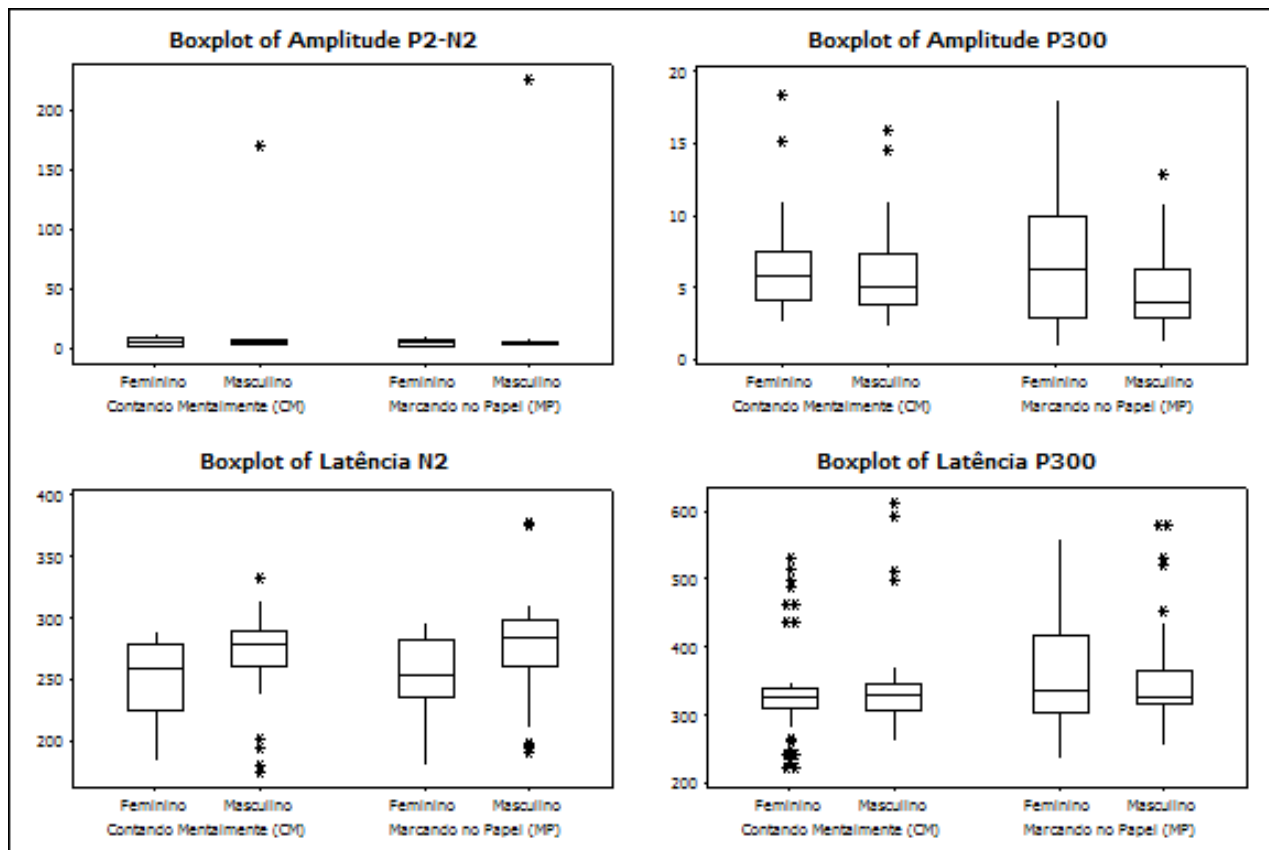 Boxplot of Amplitude P2-N2
200
150
100
50
0
Feminino Masculino Feminino Masculino
Contando Mentalmente (CM) Marcando no Papel (MP)
Boxplot of Amplitude P300
20
15
10
5
0
Feminino Masculino Feminino Masculino
Contando Mentalmente (CM) Marcando no Papel (MP)
Boxplot of Latência N2
400
350
300
250
200
Feminino Masculino Feminino Masculino
Contando Mentalmente (CM) Marcando no Papel (MP)
Boxplot of Latência P300
600
500
400
300
200
Feminino Masculino Feminino Masculino
Contando Mentalmente (CM) Marcando no Papel (MP)